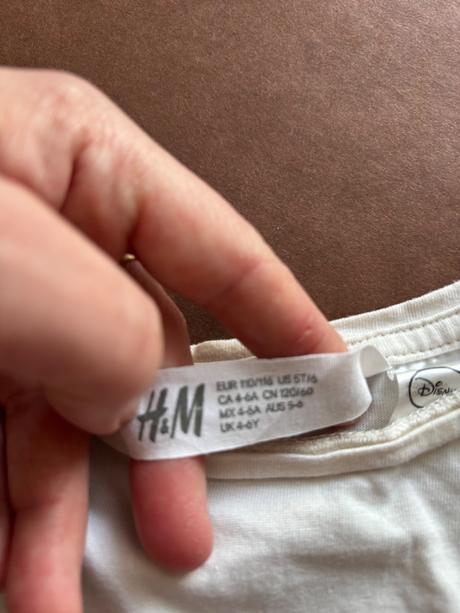 H&M
EUR 110/116 US 5T/6
CA 4-6A CN 120/60
MX 4-6A AUS 5-6
UK 4-6Y
Disney